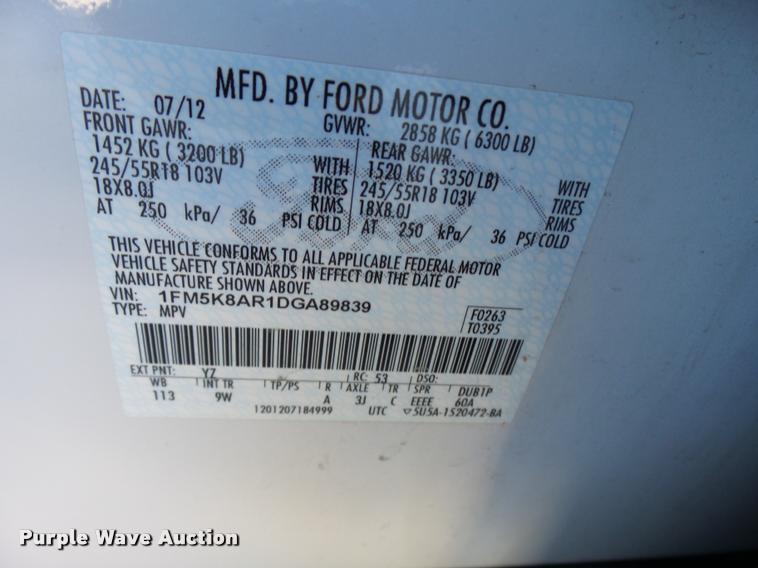 MFD. BY FORD MOTOR CO.
DATE: 07/12 GVWR: 2858 KG ( 6300 LB)
FRONT GAWR: REAR GAWR:
1452 KG ( 3200 LB) WITH 1520 KG ( 3350 LB) WITH
245/55R18 103V TIRES 245/55R18 103V TIRES
18X8.0J RIMS 18X8.0J RIMS
AT 250 kPa/ 36 PSI COLD AT 250 kPa/ 36 PSI COLD
Ford
THIS VEHICLE CONFORMS TO ALL APPLICABLE FEDERAL MOTOR
VEHICLE SAFETY STANDARDS IN EFFECT ON THE DATE OF
MANUFACTURE SHOWN ABOVE.
VIN: 1FM5K8AR1DGA89839 F0263
TYPE: MPV T0395
EXT PNT: YZ RC: 53 DSO:
WB INT TR TP/PS R AXLE TR SPR DUB1P
113 9W A 3J C EEEE 60A
1201207184999 UTC ▽5U5A-1520472-BA
Purple Wave Auction